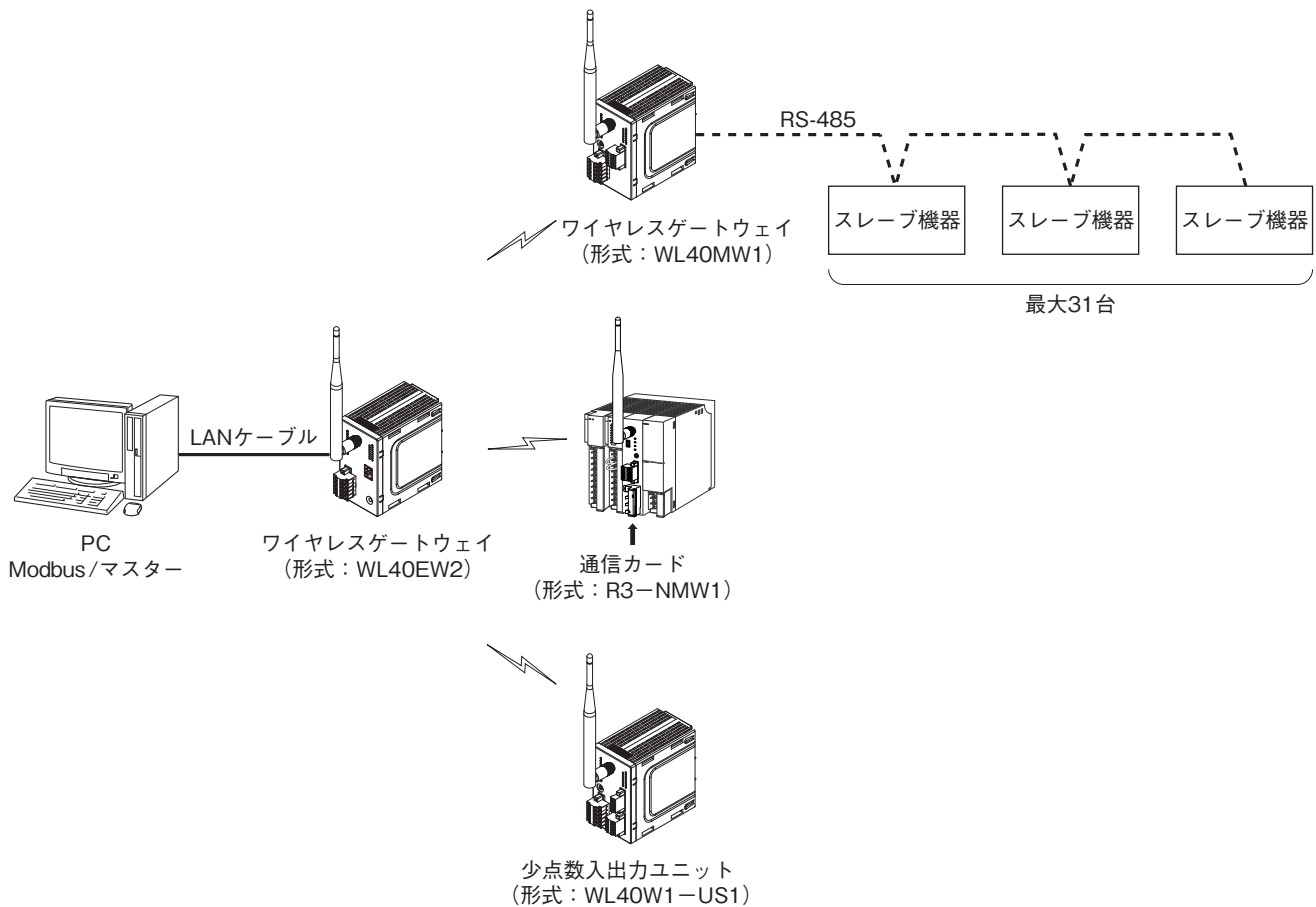 RS-485
スレーブ機器
スレーブ機器
スレーブ機器
ワイヤレスゲートウェイ
（形式：WL40MW1）
最大31台
LANケーブル
PC
Modbus/マスター
ワイヤレスゲートウェイ
（形式：WL40EW2）
通信カード
（形式：R3－NMW1）
少点数入出力ユニット
（形式：WL40W1－US1）